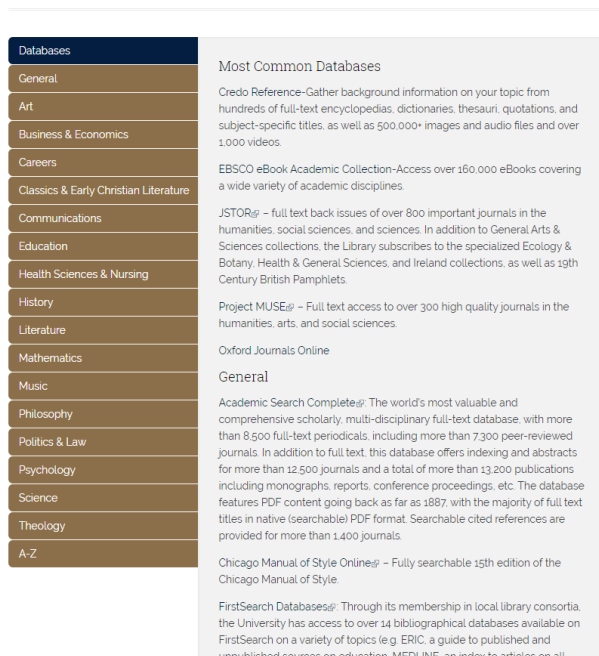 Databases
General
Art
Business & Economics
Careers
Classics & Early Christian Literature
Communications
Education
Health Sciences & Nursing
History
Literature
Mathematics
Music
Philosophy
Politics & Law
Psychology
Science
Theology
A-Z
Most Common Databases
Credo Reference-Gather background information on your topic from
hundreds of full-text encyclopedias, dictionaries, thesauri, quotations, and
subject-specific titles, as well as 500,000+ images and audio files and over
1,000 videos.
EBSCO eBook Academic Collection-Access over 160,000 eBooks covering
a wide variety of academic disciplines.
JSTOR – full text back issues of over 800 important journals in the
humanities, social sciences, and sciences. In addition to General Arts &
Sciences collections, the Library subscribes to the specialized Ecology &
Botany, Health & General Sciences, and Ireland collections, as well as 19th
Century British Pamphlets.
Project MUSE – Full text access to over 300 high quality journals in the
humanities, arts, and social sciences.
Oxford Journals Online
General
Academic Search Complete: The world's most valuable and
comprehensive scholarly, multi-disciplinary full-text database, with more
than 8,500 full-text periodicals, including more than 7,300 peer-reviewed
journals. In addition to full text, this database offers indexing and abstracts
for more than 12,500 journals and a total of more than 13,200 publications
including monographs, reports, conference proceedings, etc. The database
features PDF content going back as far as 1887, with the majority of full text
titles in native (searchable) PDF format. Searchable cited references are
provided for more than 1,400 journals.
Chicago Manual of Style Online – Fully searchable 15th edition of the
Chicago Manual of Style.
FirstSearch Databases: Through its membership in local library consortia,
the University has access to over 14 bibliographical databases available on
FirstSearch on a variety of topics (e.g. ERIC, a guide to published and
unpublished sources on education, MEDLINE, an index to articles on all